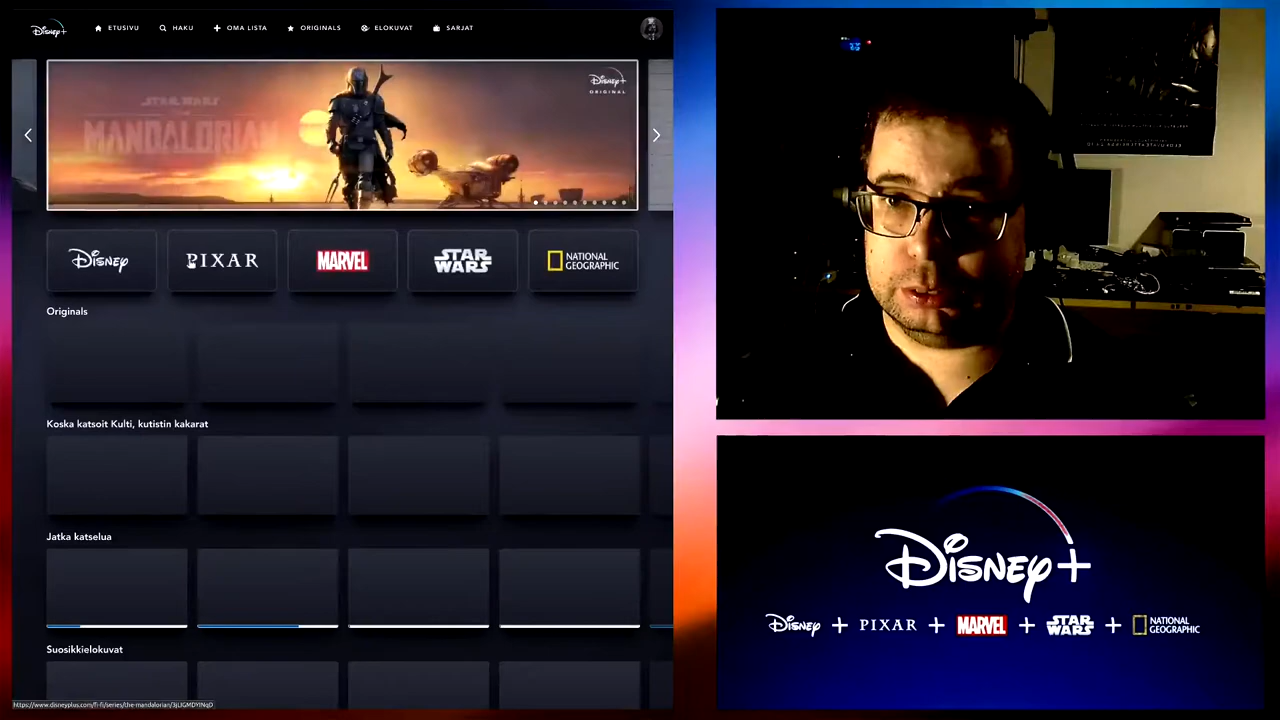 Disney+
ETUSIVU
HAKU
OMA LISTA
ORIGINALS
ELOKUVAT
SARJAT
STAR WARS
MANDALORIAN
Disney+
ORIGINAL
Disney
PIXAR
MARVEL
STAR WARS
NATIONAL GEOGRAPHIC
Originals
Koska katsoit Kulti, kutistin kakarat
Jatka katselua
Suosikkielokuvat
Disney+
Disney + PIXAR + MARVEL + STAR WARS + NATIONAL GEOGRAPHIC